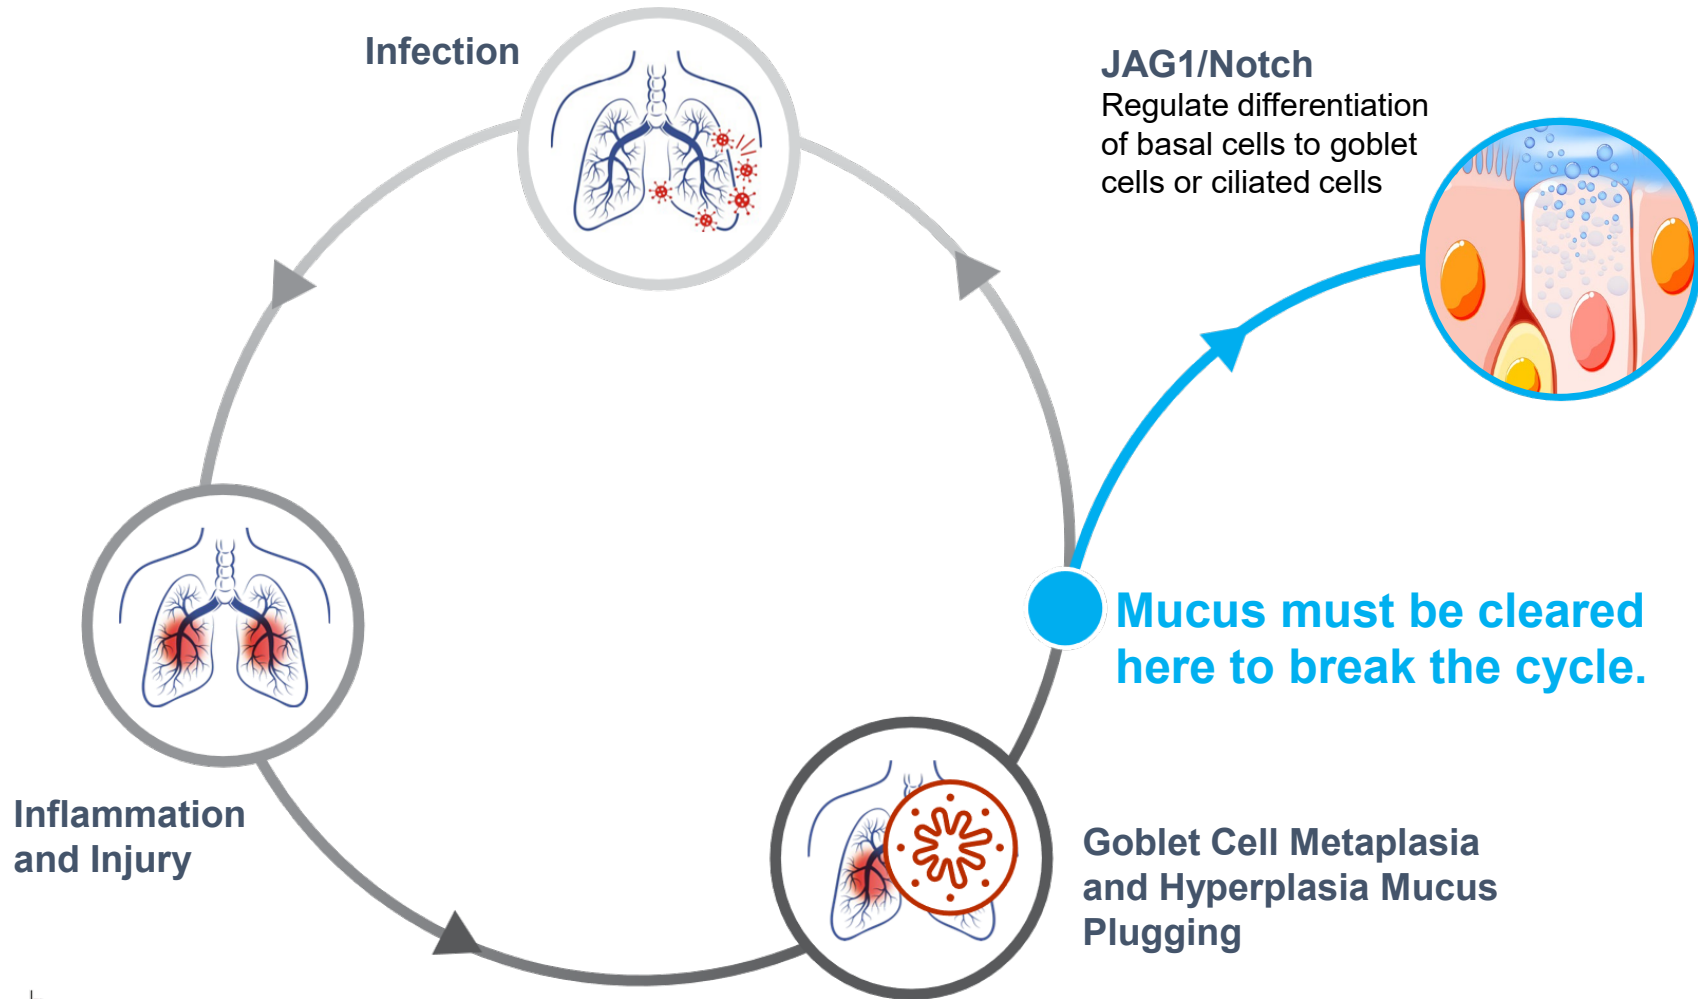 Infection
JAG1/Notch
Regulate differentiation
of basal cells to goblet
cells or ciliated cells
Mucus must be cleared
here to break the cycle.
Inflammation
and Injury
Goblet Cell Metaplasia
and Hyperplasia Mucus
Plugging